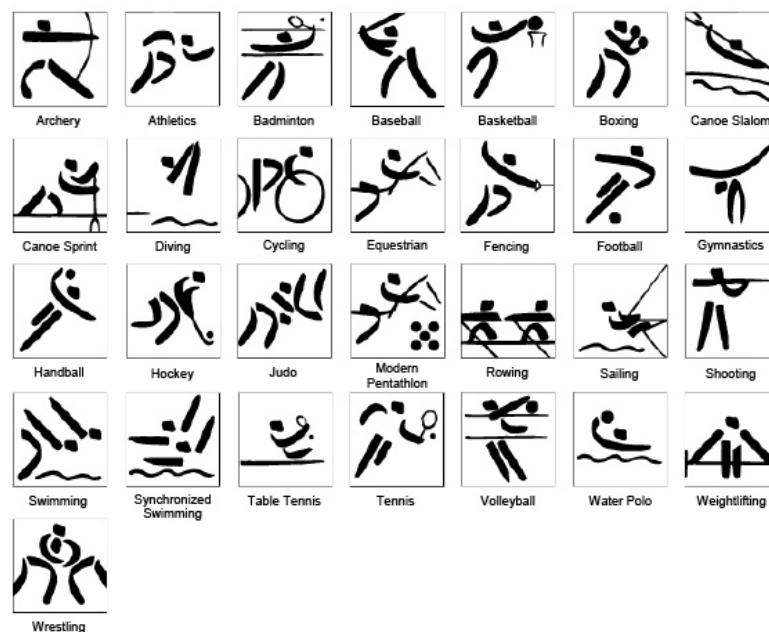 Archery Athletics Badminton Baseball Basketball Boxing Canoe Slalom
Canoe Sprint Diving Cycling Equestrian Fencing Football Gymnastics
Handball Hockey Judo Modern Pentathlon Rowing Sailing Shooting
Swimming Synchronized Swimming Table Tennis Tennis Volleyball Water Polo Weightlifting
Wrestling